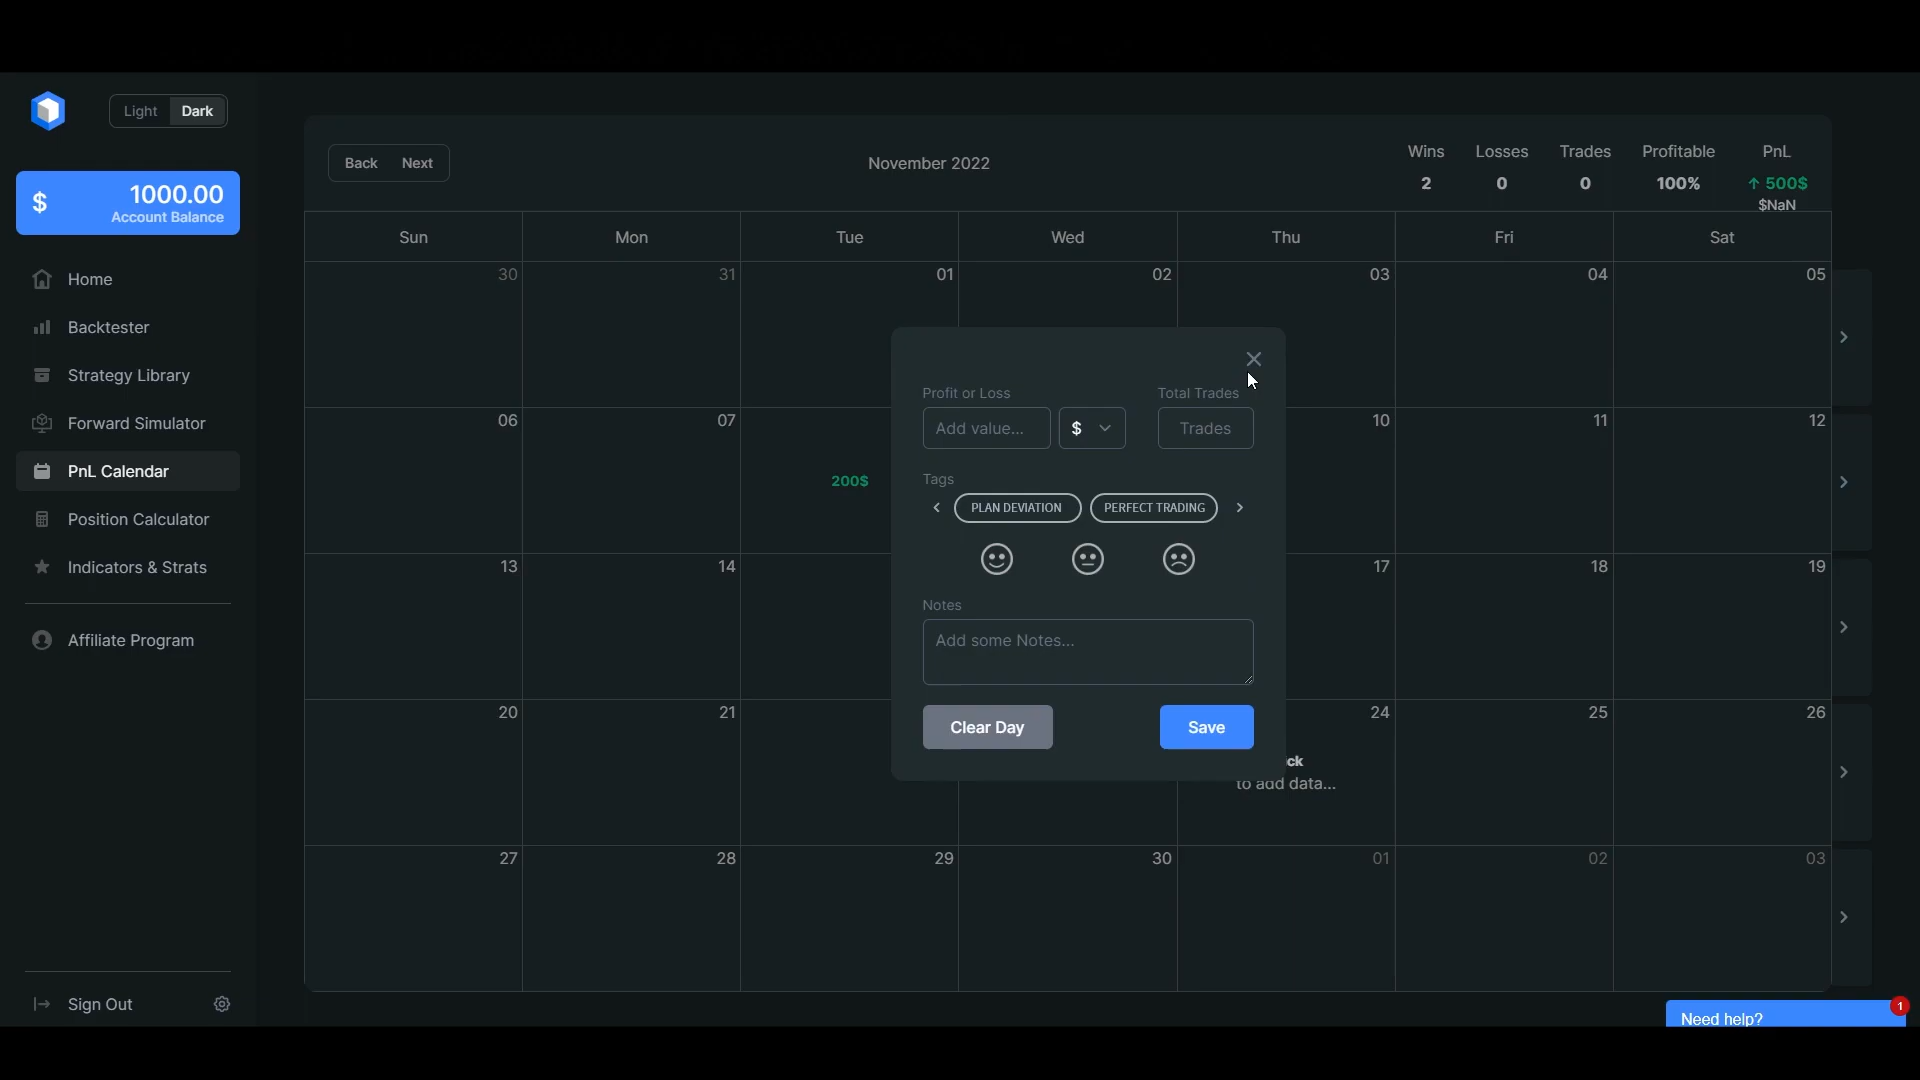 Light Dark
$ 1000.00
Account Balance
Home
Backtester
Strategy Library
Forward Simulator
PnL Calendar
Position Calculator
Indicators & Strats
Affiliate Program
Sign Out
Back Next
November 2022
Wins Losses Trades Profitable PnL
2 0 0 100% ↑ 500$
$NaN
Sun Mon Tue Wed Thu Fri Sat
30 31 01 02 03 04 05
06 07 10 11 12
200$
13 14 17 18 19
20 21 24 25 26
ck
to add data...
27 28 29 30 01 02 03
Profit or Loss Total Trades
Add value... $ Trades
Tags
PLAN DEVIATION PERFECT TRADING
Notes
Add some Notes...
Clear Day Save
Need help?
1